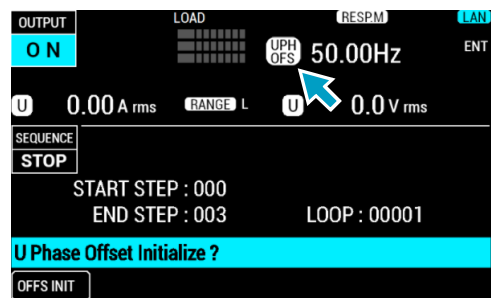 OUTPUT LOAD RESP.M LAN
ON UPH OFS 50.00Hz ENT
U 0.00 A rms RANGE L U 0.0 V rms
SEQUENCE
STOP
START STEP : 000
END STEP : 003 LOOP : 00001
U Phase Offset Initialize ?
OFFS INIT